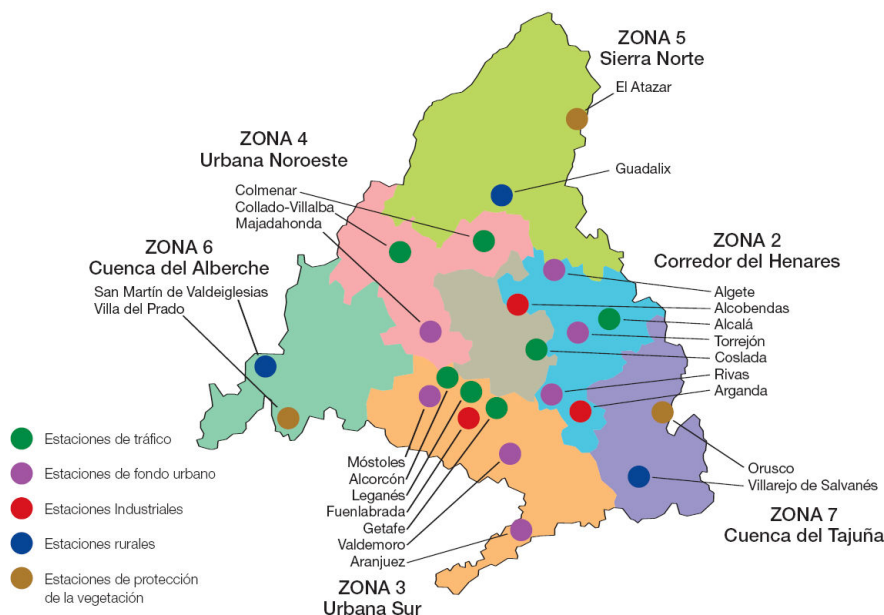 ZONA 5
Sierra Norte
El Atazar
Guadalix
ZONA 4
Urbana Noroeste
Colmenar
Collado-Villalba
Majadahonda
ZONA 6
Cuenca del Alberche
San Martín de Valdeiglesias
Villa del Prado
ZONA 2
Corredor del Henares
Algete
Alcobendas
Alcalá
Torrejón
Coslada
Rivas
Arganda
Orusco
Villarejo de Salvanés
ZONA 7
Cuenca del Tajuña
Móstoles
Alcorcón
Leganés
Fuenlabrada
Getafe
Valdemoro
Aranjuez
ZONA 3
Urbana Sur
Estaciones de tráfico
Estaciones de fondo urbano
Estaciones Industriales
Estaciones rurales
Estaciones de protección
de la vegetación